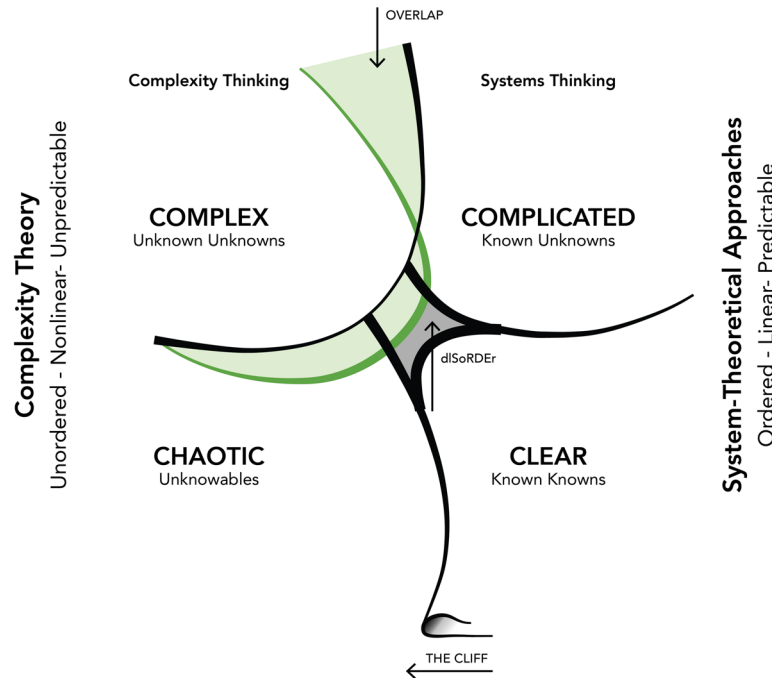 OVERLAP
Complexity Thinking
Systems Thinking
Complexity Theory
Unordered - Nonlinear- Unpredictable
COMPLEX
Unknown Unknowns
COMPLICATED
Known Unknowns
System-Theoretical Approaches
Ordered - Linear- Predictable
dISoRDEr
CHAOTIC
Unknowables
CLEAR
Known Knowns
THE CLIFF